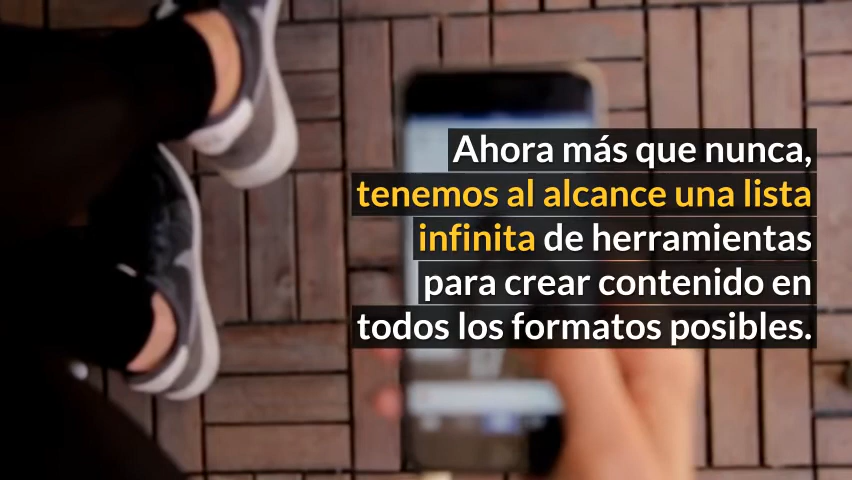 Ahora más que nunca,
tenemos al alcance una lista
infinita de herramientas
para crear contenido en
todos los formatos posibles.